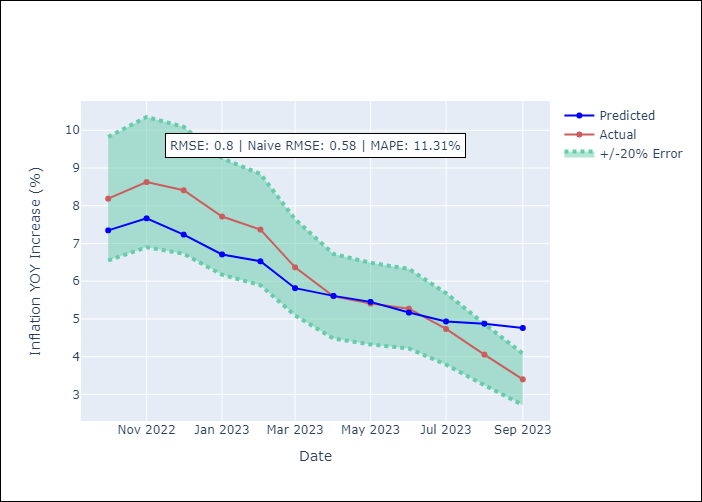 RMSE: 0.8 | Naive RMSE: 0.58 | MAPE: 11.31%
Predicted
Actual
+/-20% Error
Inflation YOY Increase (%)
10
9
8
7
6
5
4
3
Nov 2022 Jan 2023 Mar 2023 May 2023 Jul 2023 Sep 2023
Date